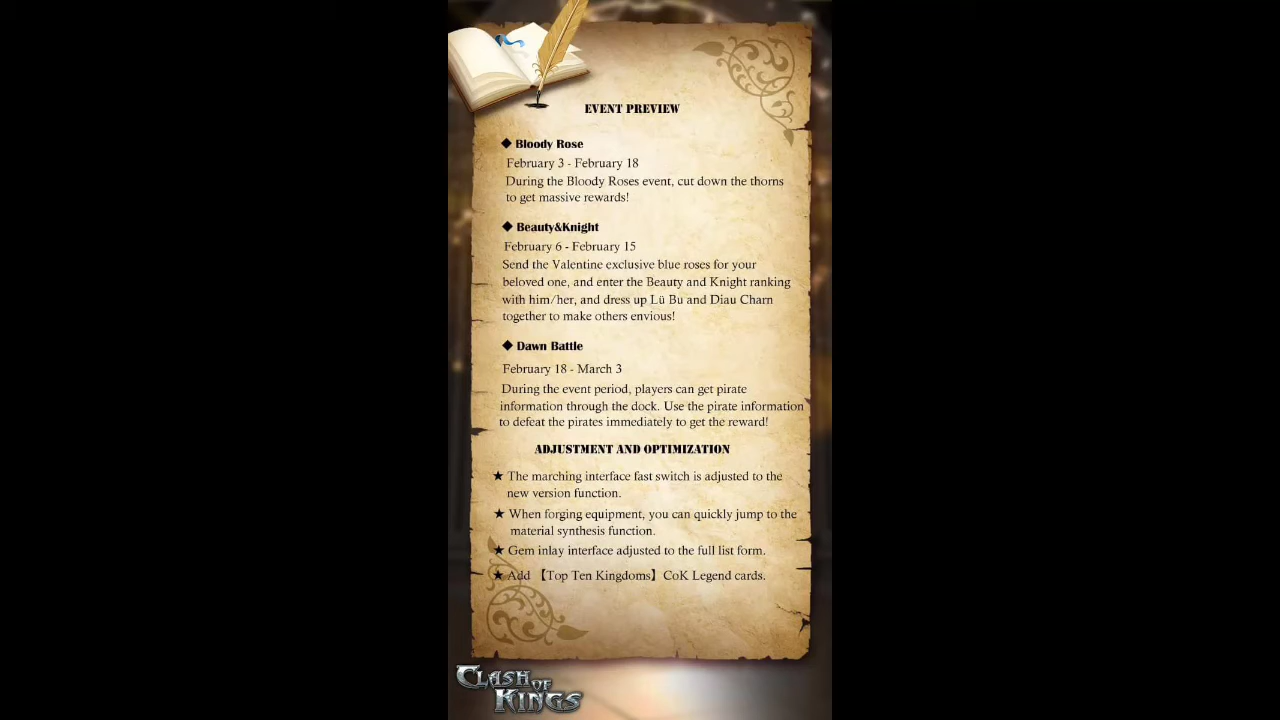 EVENT PREVIEW
◆ Bloody Rose
February 3 - February 18
During the Bloody Roses event, cut down the thorns
to get massive rewards!
◆ Beauty&Knight
February 6 - February 15
Send the Valentine exclusive blue roses for your
beloved one, and enter the Beauty and Knight ranking
with him/her, and dress up Lü Bu and Diau Charn
together to make others envious!
◆ Dawn Battle
February 18 - March 3
During the event period, players can get pirate
information through the dock. Use the pirate information
to defeat the pirates immediately to get the reward!
ADJUSTMENT AND OPTIMIZATION
★ The marching interface fast switch is adjusted to the
new version function.
★ When forging equipment, you can quickly jump to the
material synthesis function.
★ Gem inlay interface adjusted to the full list form.
★ Add 【Top Ten Kingdoms】CoK Legend cards.
CLASH OF
KINGS